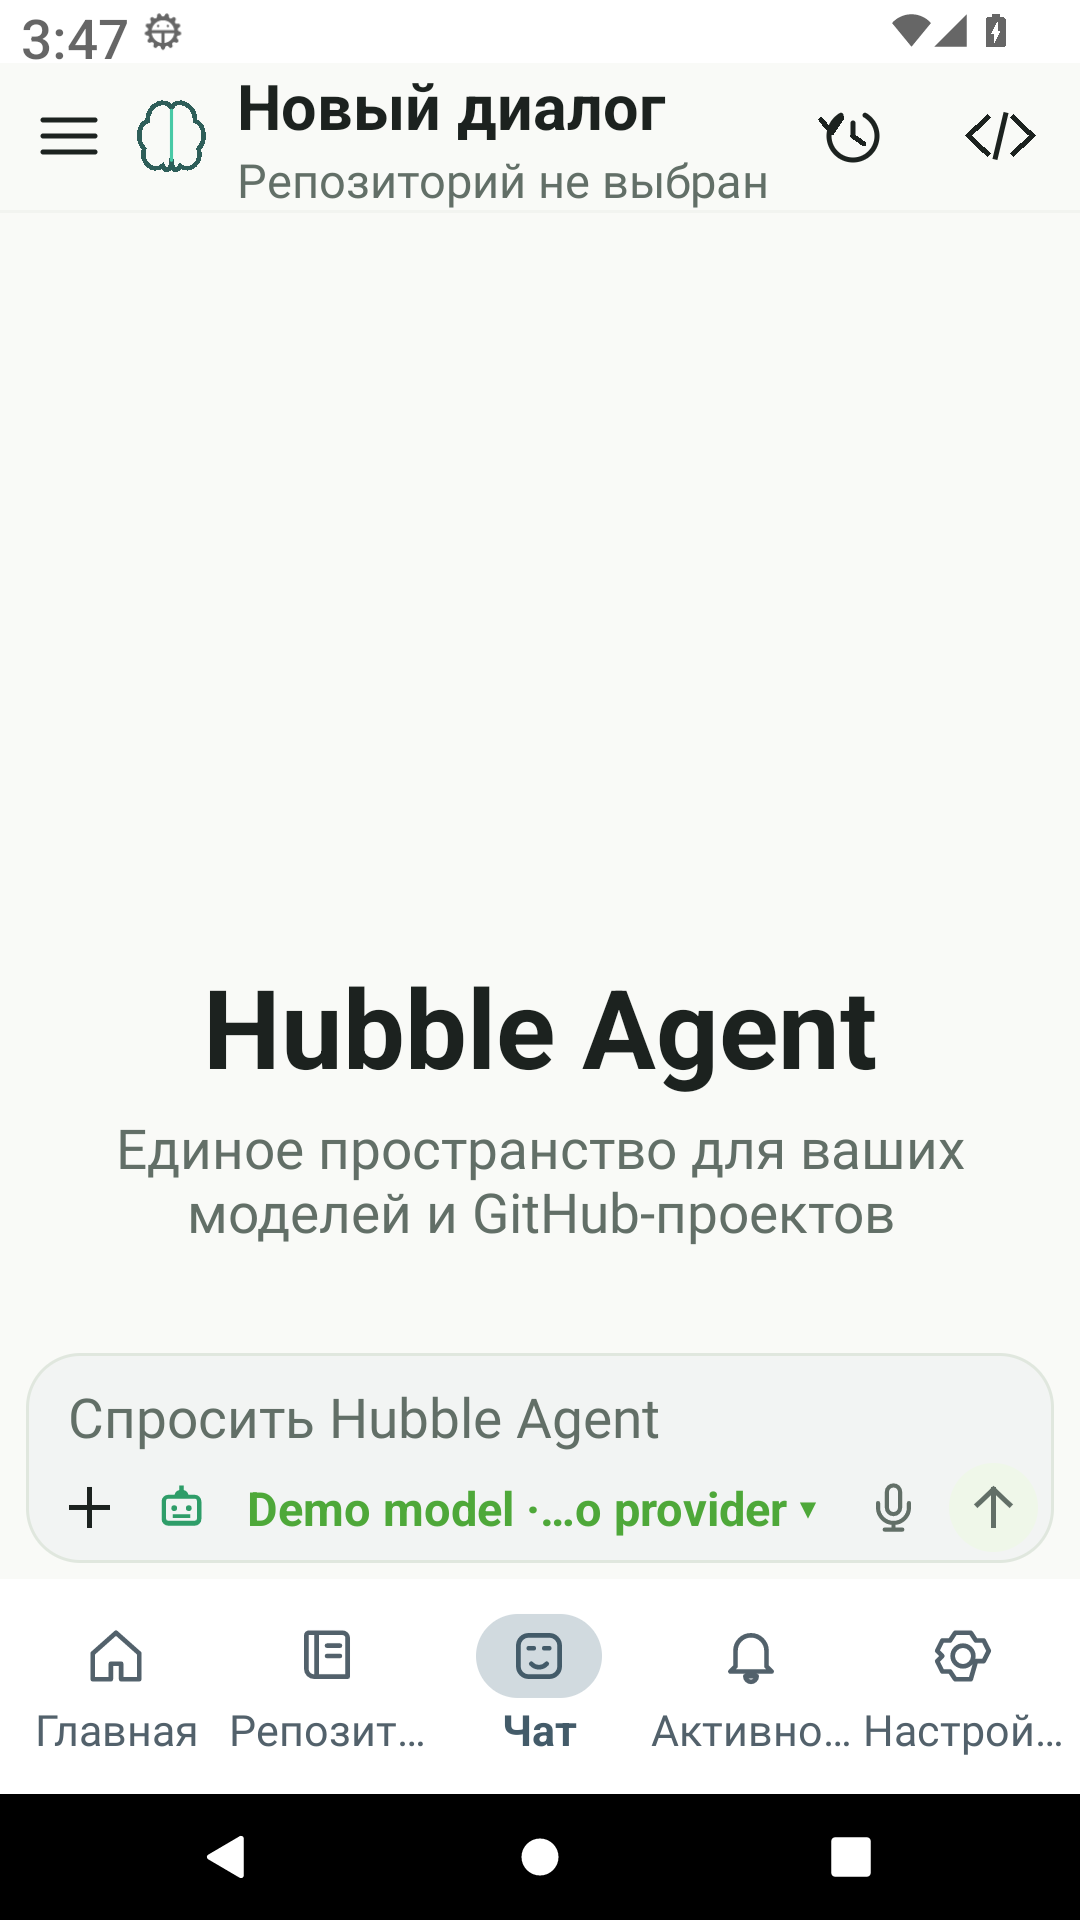 3:47
Новый диалог
Репозиторий не выбран
Hubble Agent
Единое пространство для ваших
моделей и GitHub-проектов
Спросить Hubble Agent
Demo model ·…o provider ▾
Главная
Репозит…
Чат
Активно…
Настрой…